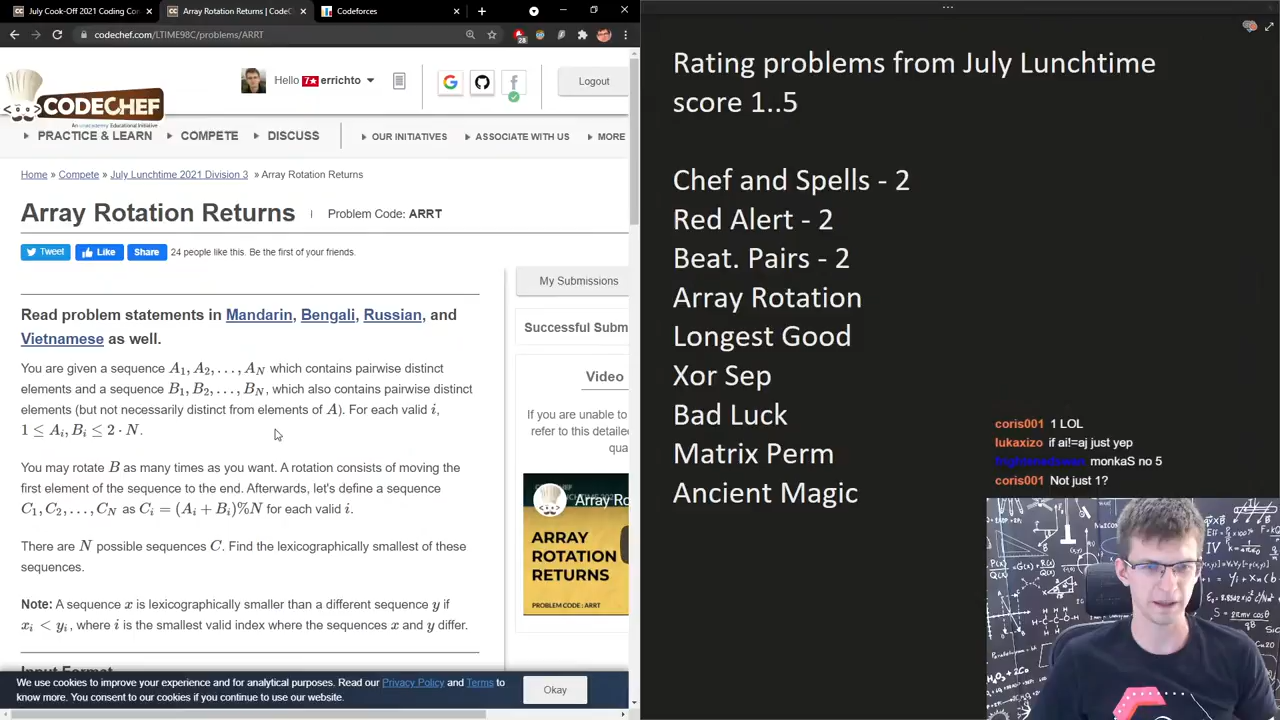 July Cook-Off 2021 Coding Con
Array Rotation Returns | CodeC
Codeforces
codechef.com/LTIME98C/problems/ARRT
28
Hello 7★ errichto
Logout
CODECHEF
An unacademy Educational Initiative
PRACTICE & LEARN
COMPETE
DISCUSS
OUR INITIATIVES
ASSOCIATE WITH US
MORE
Home » Compete » July Lunchtime 2021 Division 3 » Array Rotation Returns
Array Rotation Returns
Problem Code: ARRT
Tweet
Like
Share
24 people like this. Be the first of your friends.
My Submissions
Read problem statements in Mandarin, Bengali, Russian, and
Vietnamese as well.
Successful Subm
You are given a sequence A1, A2, . . . , AN which contains pairwise distinct
elements and a sequence B1, B2, . . . , BN, which also contains pairwise distinct
elements (but not necessarily distinct from elements of A). For each valid i,
1 ≤ Ai, Bi ≤ 2 · N.
Video
If you are unable to
refer to this detailed
qua
You may rotate B as many times as you want. A rotation consists of moving the
first element of the sequence to the end. Afterwards, let's define a sequence
C1, C2, . . . , CN as Ci = (Ai + Bi)%N for each valid i.
Array Ro
ARRAY
ROTATION
RETURNS
PROBLEM CODE : ARRT
There are N possible sequences C. Find the lexicographically smallest of these
sequences.
Note: A sequence x is lexicographically smaller than a different sequence y if
xi < yi, where i is the smallest valid index where the sequences x and y differ.
Input Format
We use cookies to improve your experience and for analytical purposes. Read our Privacy Policy and Terms to
know more. You consent to our cookies if you continue to use our website.
Okay
Rating problems from July Lunchtime
score 1..5
Chef and Spells - 2
Red Alert - 2
Beat. Pairs - 2
Array Rotation
Longest Good
Xor Sep
Bad Luck
Matrix Perm
Ancient Magic
coris001 1 LOL
lukaxizo if ai!=aj just yep
monkaS no 5
coris001 Not just 1?